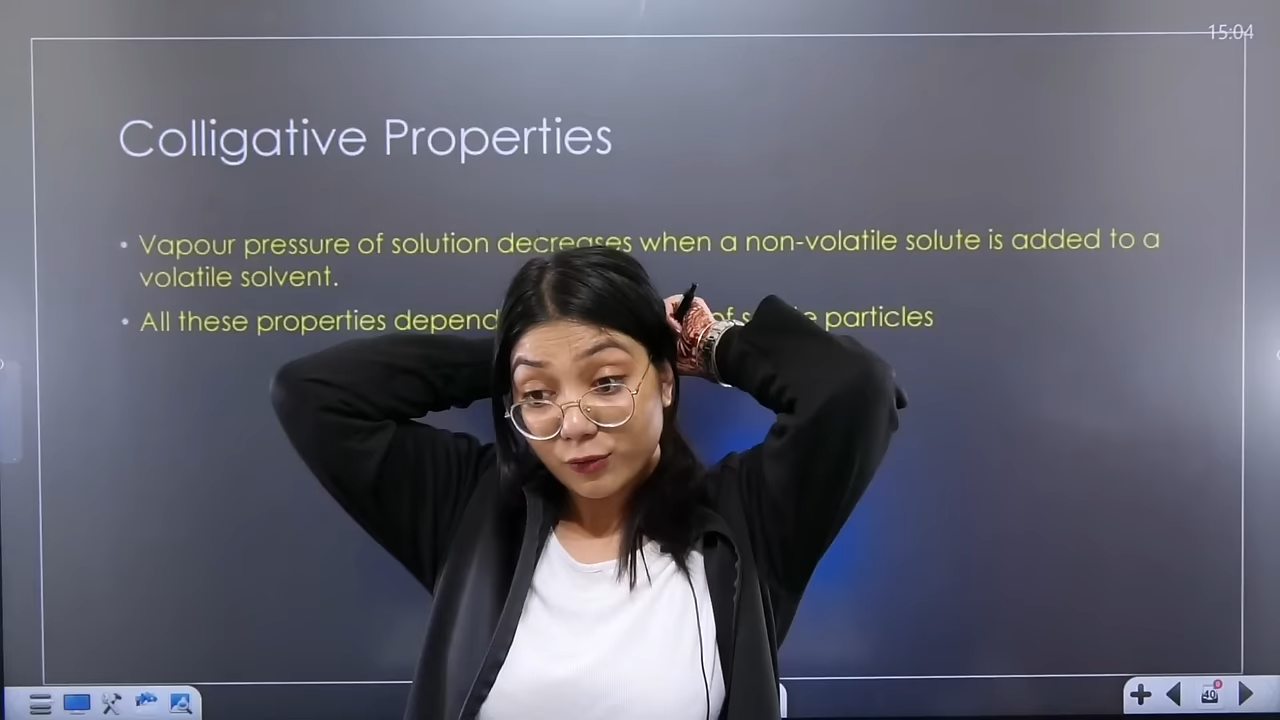 15:04
Colligative Properties
• Vapour pressure of solution decreases when a non-volatile solute is added to a
volatile solvent.
• All these properties depend of particles
40